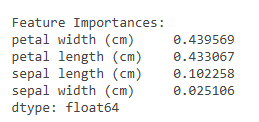 Feature Importances:
petal width (cm)     0.439569
petal length (cm)    0.433067
sepal length (cm)    0.102258
sepal width (cm)     0.025106
dtype: float64